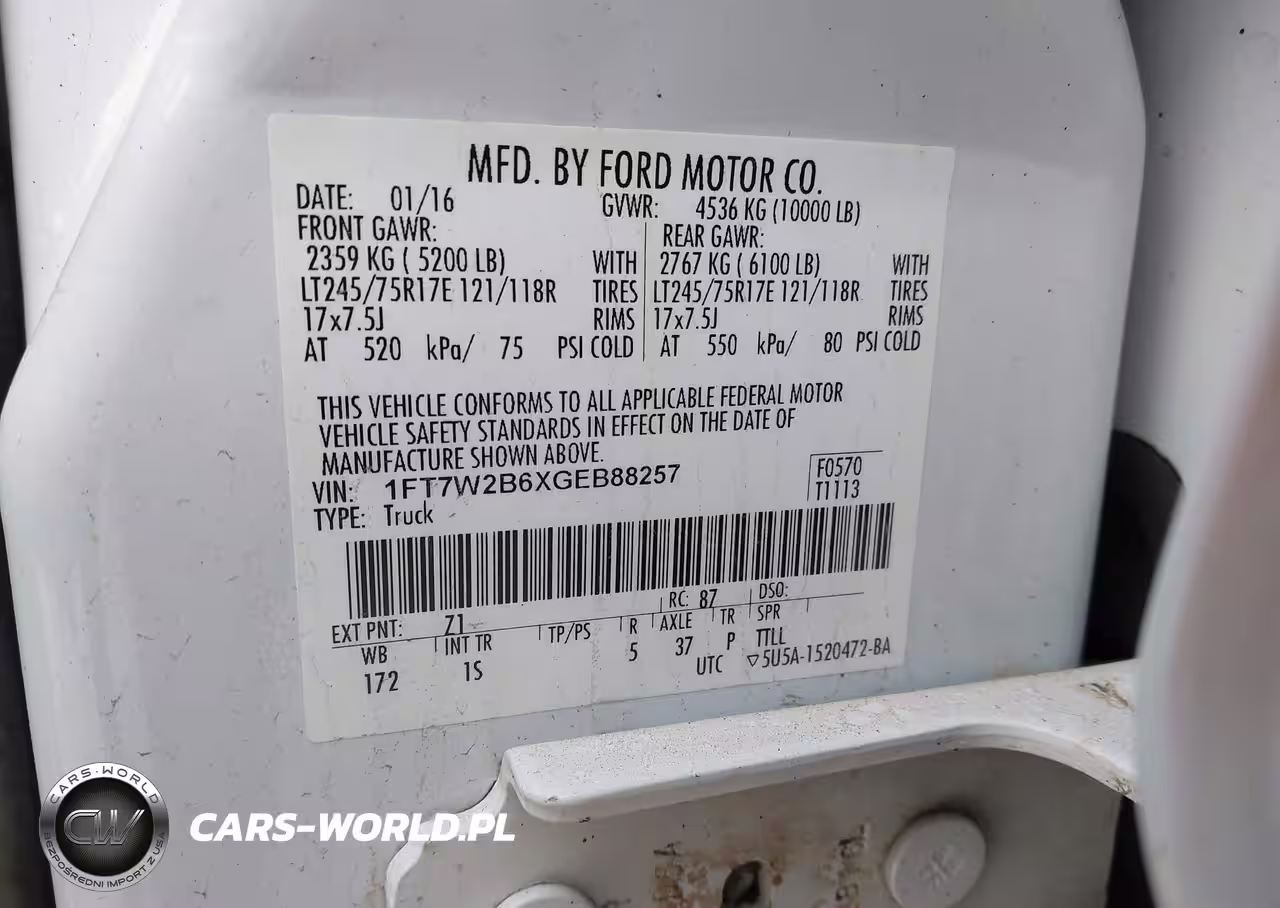 MFD. BY FORD MOTOR CO.
DATE: 01/16 GVWR: 4536 KG (10000 LB)
FRONT GAWR: REAR GAWR:
2359 KG ( 5200 LB) WITH 2767 KG ( 6100 LB) WITH
LT245/75R17E 121/118R TIRES LT245/75R17E 121/118R TIRES
17x7.5J RIMS 17x7.5J RIMS
AT 520 kPa/ 75 PSI COLD AT 550 kPa/ 80 PSI COLD
THIS VEHICLE CONFORMS TO ALL APPLICABLE FEDERAL MOTOR
VEHICLE SAFETY STANDARDS IN EFFECT ON THE DATE OF
MANUFACTURE SHOWN ABOVE.
VIN: 1FT7W2B6XGEB88257 F0570
TYPE: Truck T1113
EXT PNT: Z1 RC: 87 DSO:
WB INT TR TP/PS R AXLE TR SPR
172 1S 5 37 P TTLL
UTC ▽5U5A-1520472-BA
CARS-WORLD
CW
BEZPOŚREDNI IMPORT Z USA
CARS-WORLD.PL